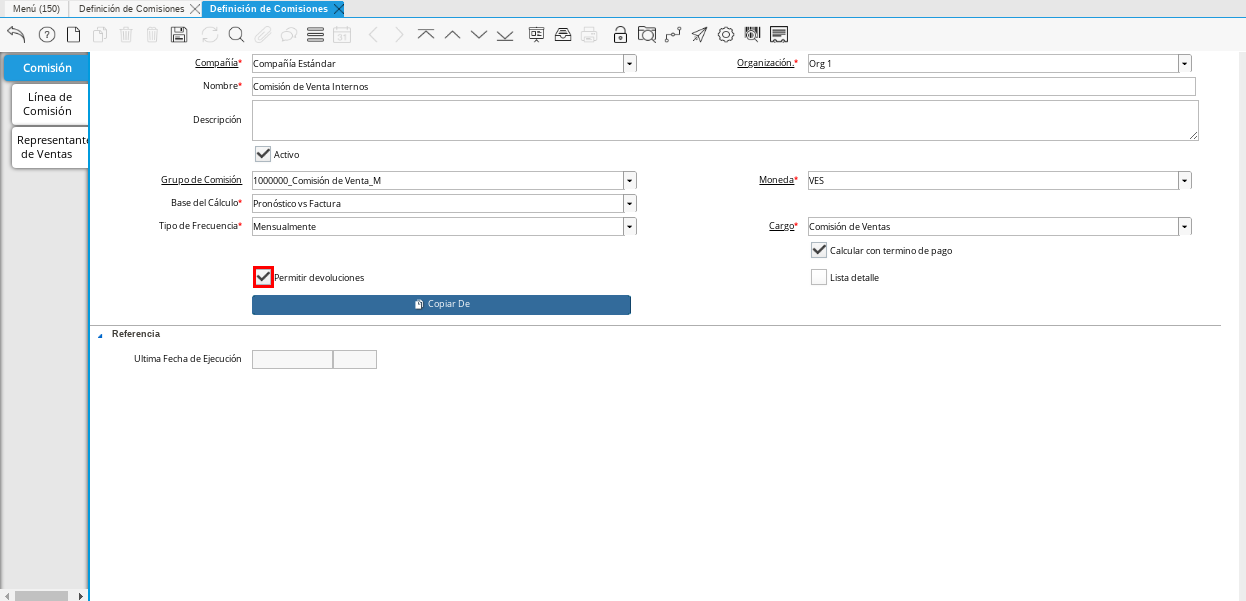 Menú (150) Definición de Comisiones Definición de Comisiones
31
Comisión
Línea de
Comisión
Representante
de Ventas
Compañía* Compañía Estándar Organización.* Org 1
Nombre* Comisión de Venta Internos
Descripción
Activo
Grupo de Comisión 1000000_Comisión de Venta_M Moneda* VES
Base del Cálculo* Pronóstico vs Factura
Tipo de Frecuencia* Mensualmente Cargo* Comisión de Ventas
Calcular con termino de pago
Permitir devoluciones Lista detalle
Copiar De
Referencia
Ultima Fecha de Ejecución